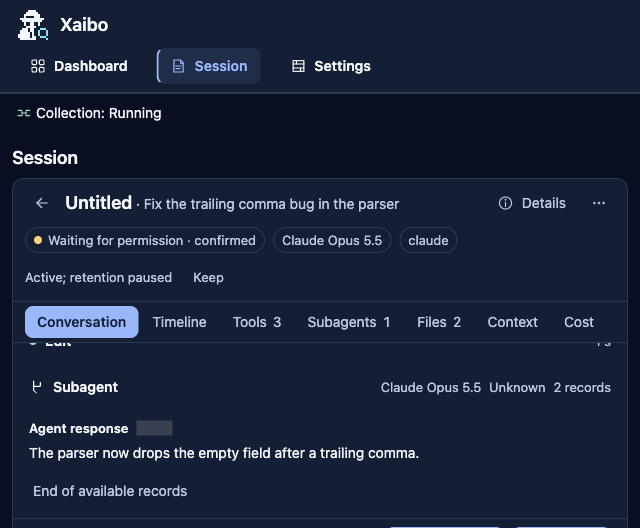 Xaibo
Dashboard Session Settings
Collection: Running
Session
Untitled · Fix the trailing comma bug in the parser Details ···
Waiting for permission · confirmed Claude Opus 5.5 claude
Active; retention paused Keep
Conversation Timeline Tools 3 Subagents 1 Files 2 Context Cost
Edit
Subagent Claude Opus 5.5 Unknown 2 records
Agent response
The parser now drops the empty field after a trailing comma.
End of available records